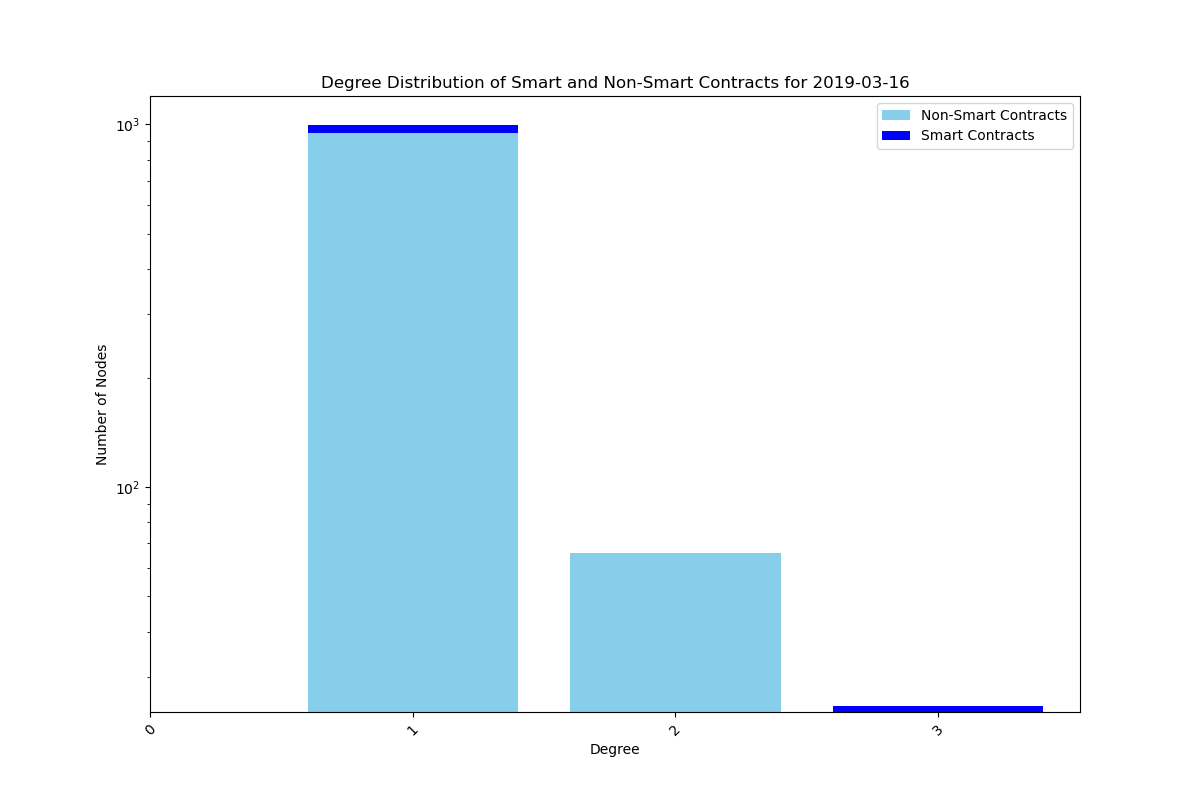 Degree Distribution of Smart and Non-Smart Contracts for 2019-03-16
Non-Smart Contracts
Smart Contracts
Number of Nodes
10³
10²
0
1
2
3
Degree